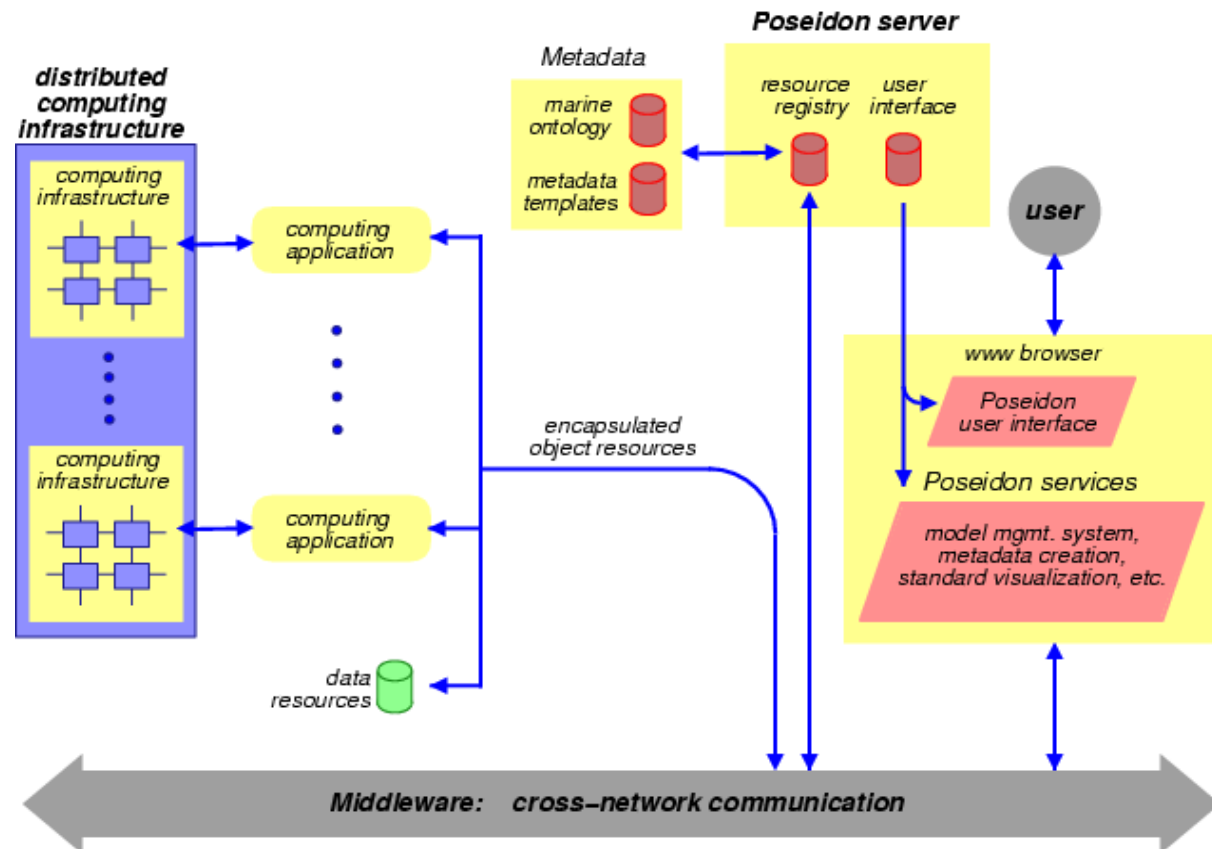 Poseidon server
Metadata
distributed
computing
infrastructure
marine
ontology
metadata
templates
resource
registry
user
interface
computing
infrastructure
computing
application
user
www browser
Poseidon
user interface
encapsulated
object resources
computing
infrastructure
computing
application
Poseidon services
model mgmt. system,
metadata creation,
standard visualization, etc.
data
resources
Middleware: cross-network communication